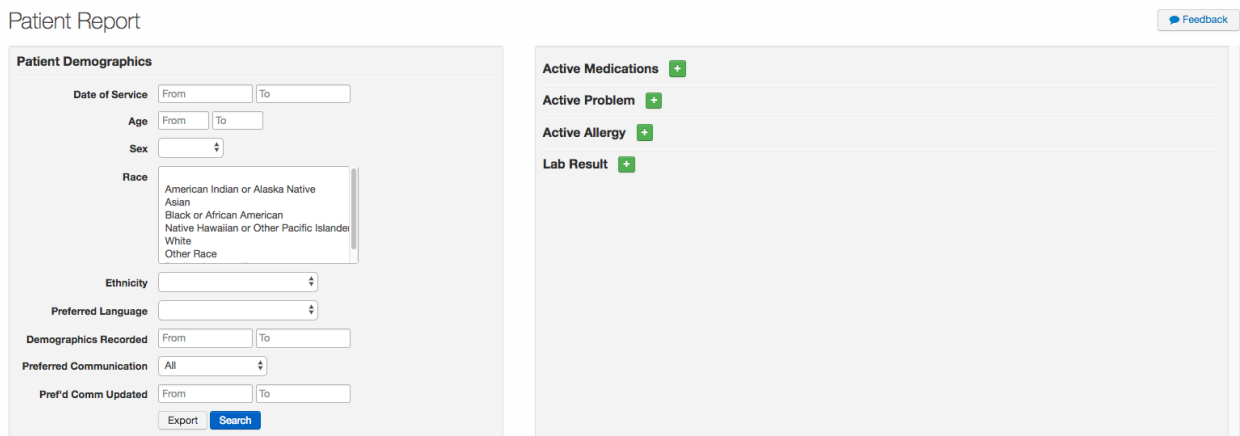 Patient Report
Feedback
Patient Demographics
Date of Service From To
Age From To
Sex
Race
American Indian or Alaska Native
Asian
Black or African American
Native Hawaiian or Other Pacific Islander
White
Other Race
Ethnicity
Preferred Language
Demographics Recorded From To
Preferred Communication All
Pref'd Comm Updated From To
Export Search
Active Medications +
Active Problem +
Active Allergy +
Lab Result +